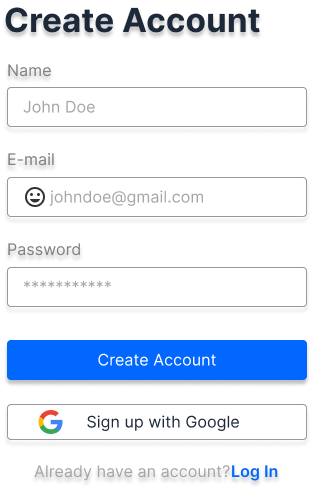 Create Account
Name
John Doe
E-mail
johndoe@gmail.com
Password
***********
Create Account
Sign up with Google
Already have an account?Log In